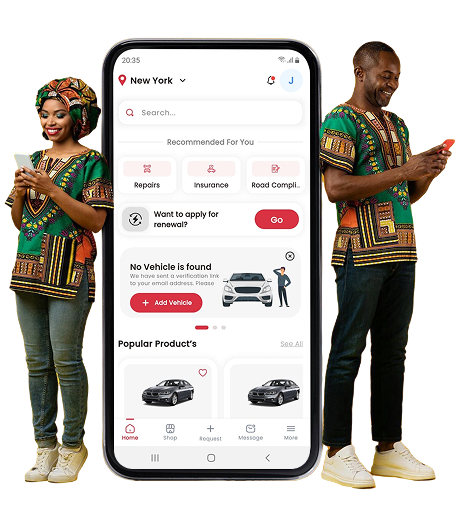 20:35
New York
J
Search...
Recommended For You
Repairs
Insurance
Road Compli...
Want to apply for
renewal?
Go
No Vehicle is found
We have sent a verification link
to your email address. Please
+ Add Vehicle
Popular Product's
See All
Home
Shop
Request
Message
More